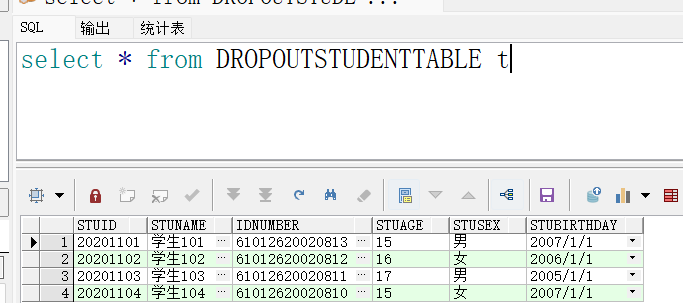 SQL 输出 统计表
select * from DROPOUTSTUDENTTABLE t
STUID STUNAME IDNUMBER STUAGE STUSEX STUBIRTHDAY
1 20201101 学生101 ··· 61012620020813 ··· 15 男 2007/1/1
2 20201102 学生102 ··· 61012620020812 ··· 16 女 2006/1/1
3 20201103 学生103 ··· 61012620020811 ··· 17 男 2005/1/1
4 20201104 学生104 ··· 61012620020810 ··· 15 女 2007/1/1